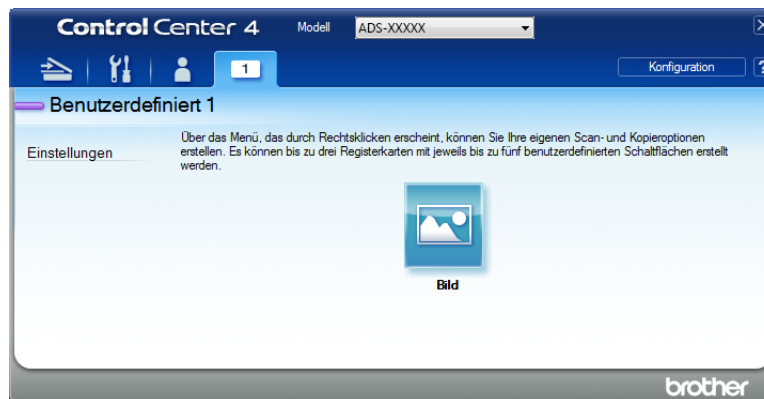 Control Center 4
Modell
ADS-XXXXX
1
Konfiguration
?
Benutzerdefiniert 1
Einstellungen
Über das Menü, das durch Rechtsklicken erscheint, können Sie Ihre eigenen Scan- und Kopieroptionen
erstellen. Es können bis zu drei Registerkarten mit jeweils bis zu fünf benutzerdefinierten Schaltflächen erstellt
werden.
Bild
brother